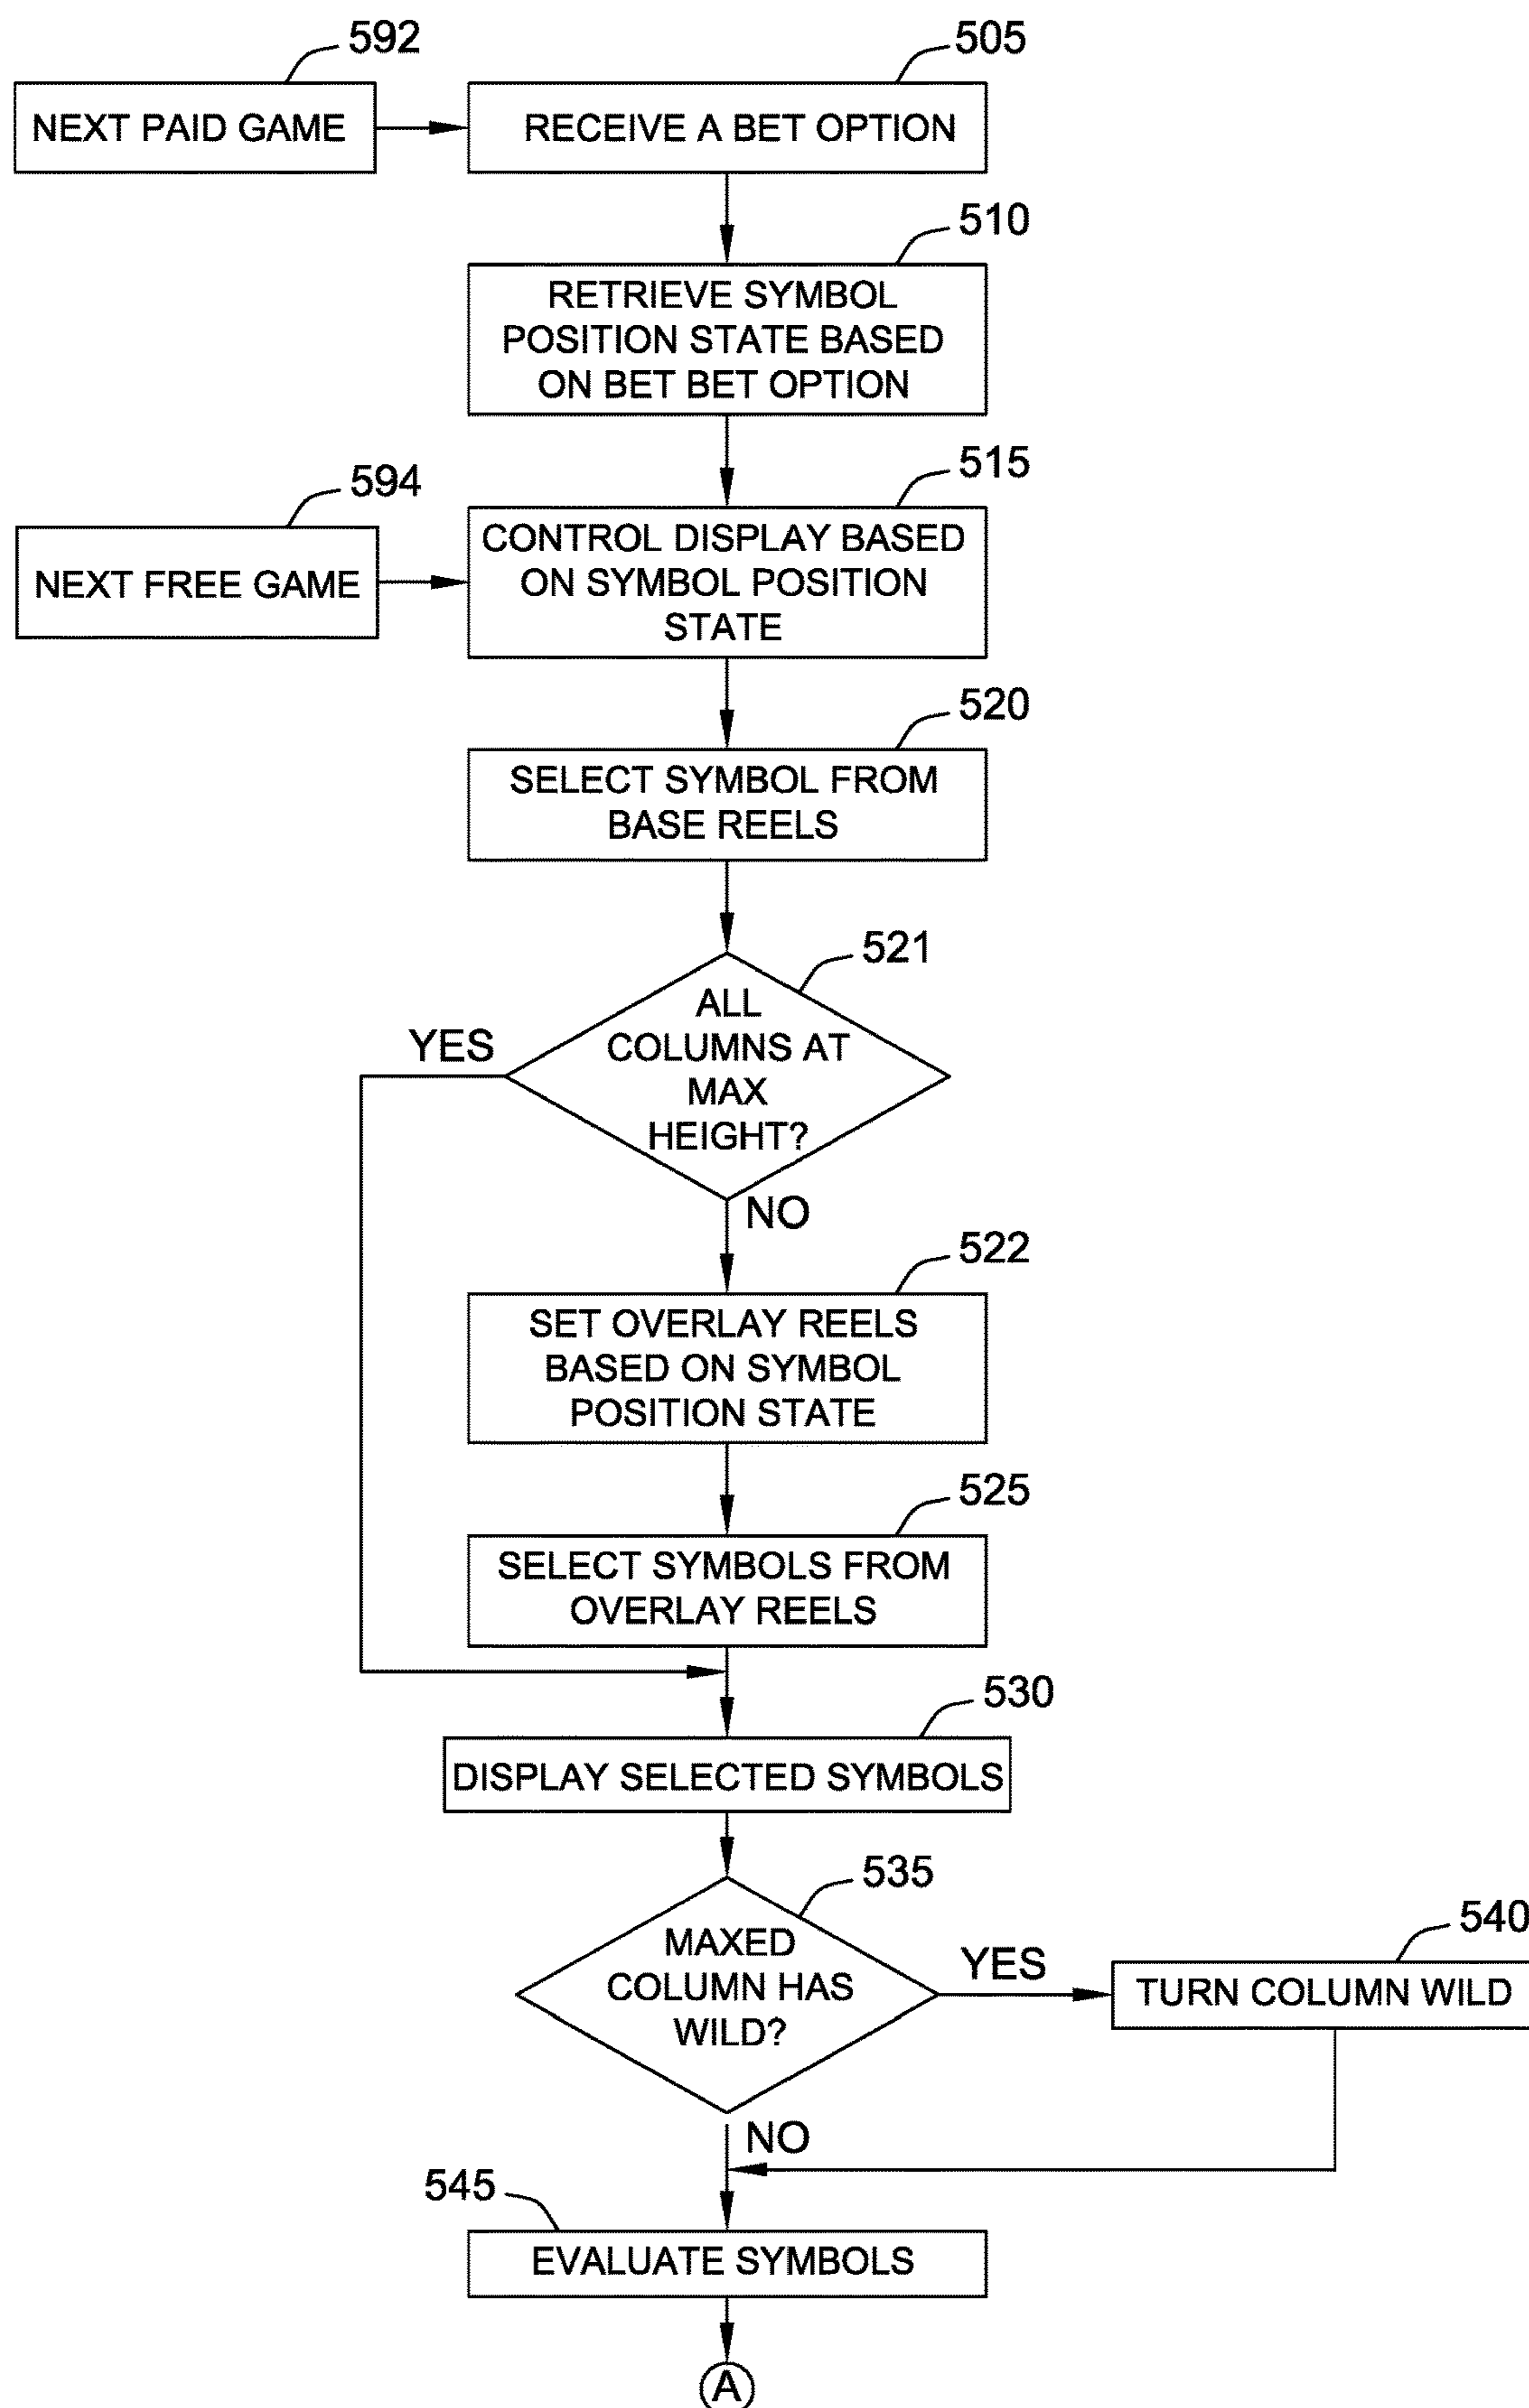 592
505
NEXT PAID GAME
RECEIVE A BET OPTION
510
RETRIEVE SYMBOL
POSITION STATE BASED
ON BET BET OPTION
594
515
NEXT FREE GAME
CONTROL DISPLAY BASED
ON SYMBOL POSITION
STATE
520
SELECT SYMBOL FROM
BASE REELS
521
ALL
COLUMNS AT
MAX
HEIGHT?
YES
NO
522
SET OVERLAY REELS
BASED ON SYMBOL
POSITION STATE
525
SELECT SYMBOLS FROM
OVERLAY REELS
530
DISPLAY SELECTED SYMBOLS
535
MAXED
COLUMN HAS
WILD?
YES
540
TURN COLUMN WILD
NO
545
EVALUATE SYMBOLS
A